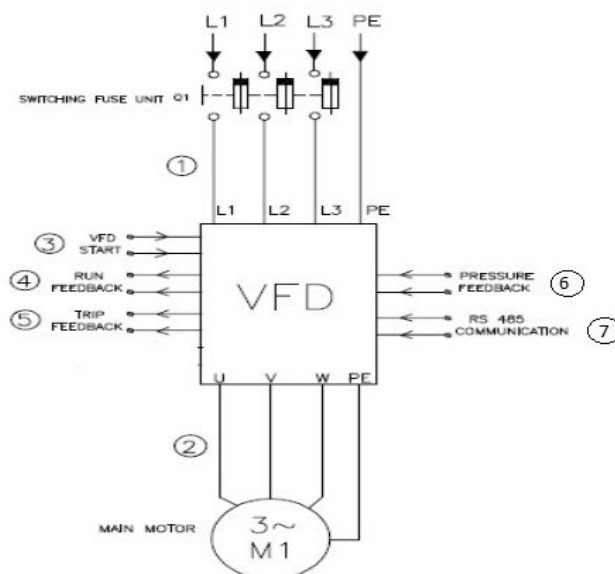 L1 L2 L3 PE
SWITCHING FUSE UNIT Q1
1
L1 L2 L3 PE
3 VFD
START
4 RUN
FEEDBACK
5 TRIP
FEEDBACK
VFD
PRESSURE
FEEDBACK 6
RS 485
COMMUNICATION 7
U V W PE
2
MAIN MOTOR
3~
M1